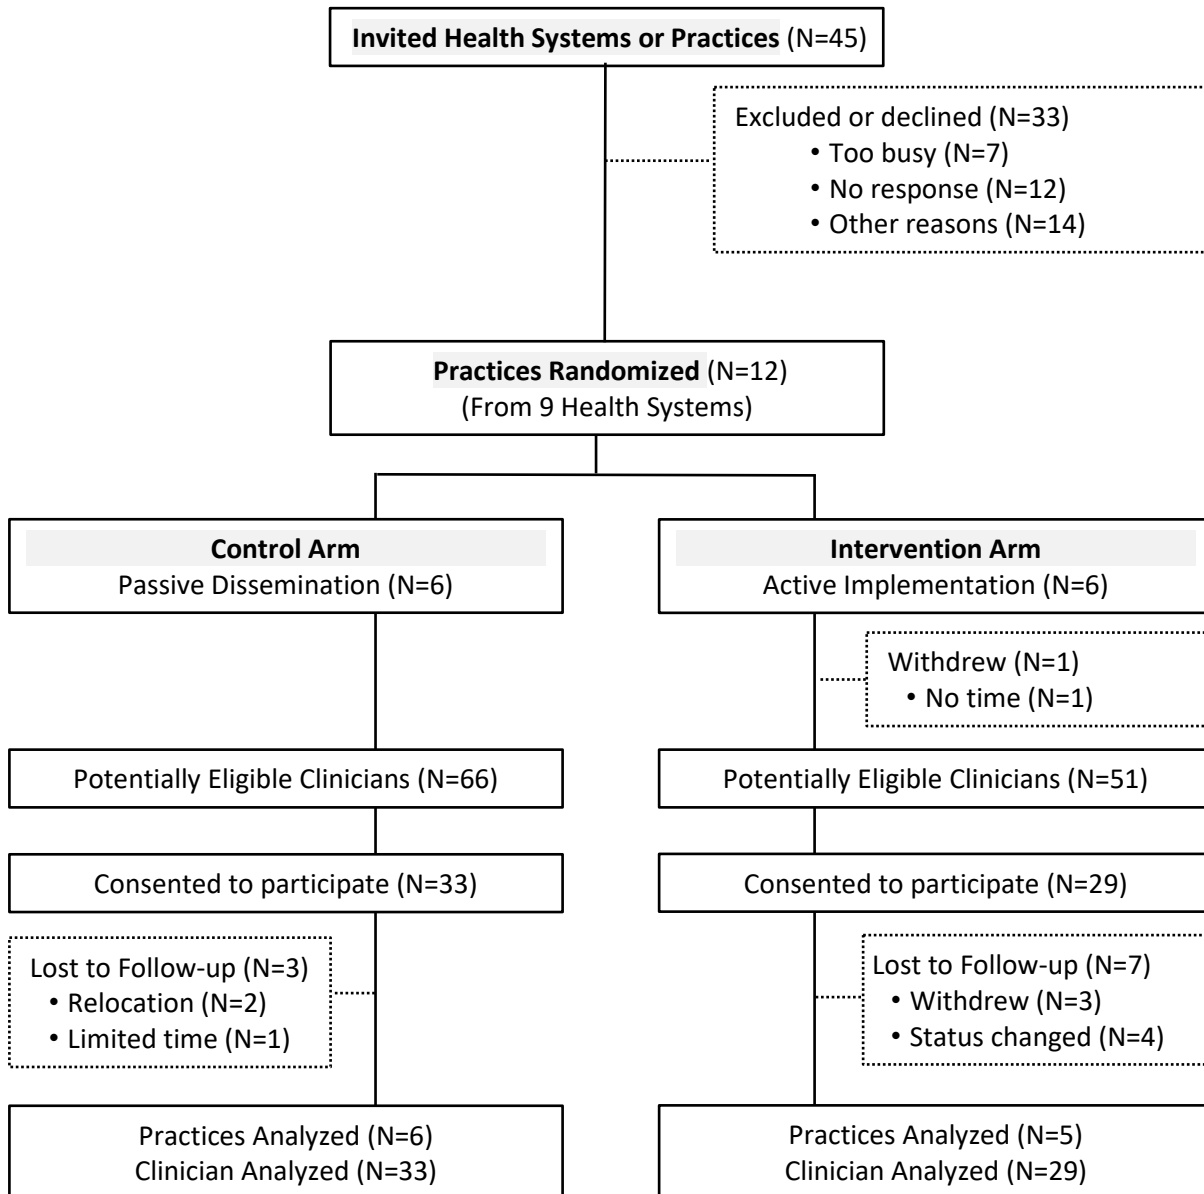 Invited Health Systems or Practices (N=45)
Excluded or declined (N=33)
• Too busy (N=7)
• No response (N=12)
• Other reasons (N=14)
Practices Randomized (N=12)
(From 9 Health Systems)
Control Arm
Passive Dissemination (N=6)
Intervention Arm
Active Implementation (N=6)
Withdrew (N=1)
• No time (N=1)
Potentially Eligible Clinicians (N=66)
Potentially Eligible Clinicians (N=51)
Consented to participate (N=33)
Consented to participate (N=29)
Lost to Follow-up (N=3)
• Relocation (N=2)
• Limited time (N=1)
Lost to Follow-up (N=7)
• Withdrew (N=3)
• Status changed (N=4)
Practices Analyzed (N=6)
Clinician Analyzed (N=33)
Practices Analyzed (N=5)
Clinician Analyzed (N=29)